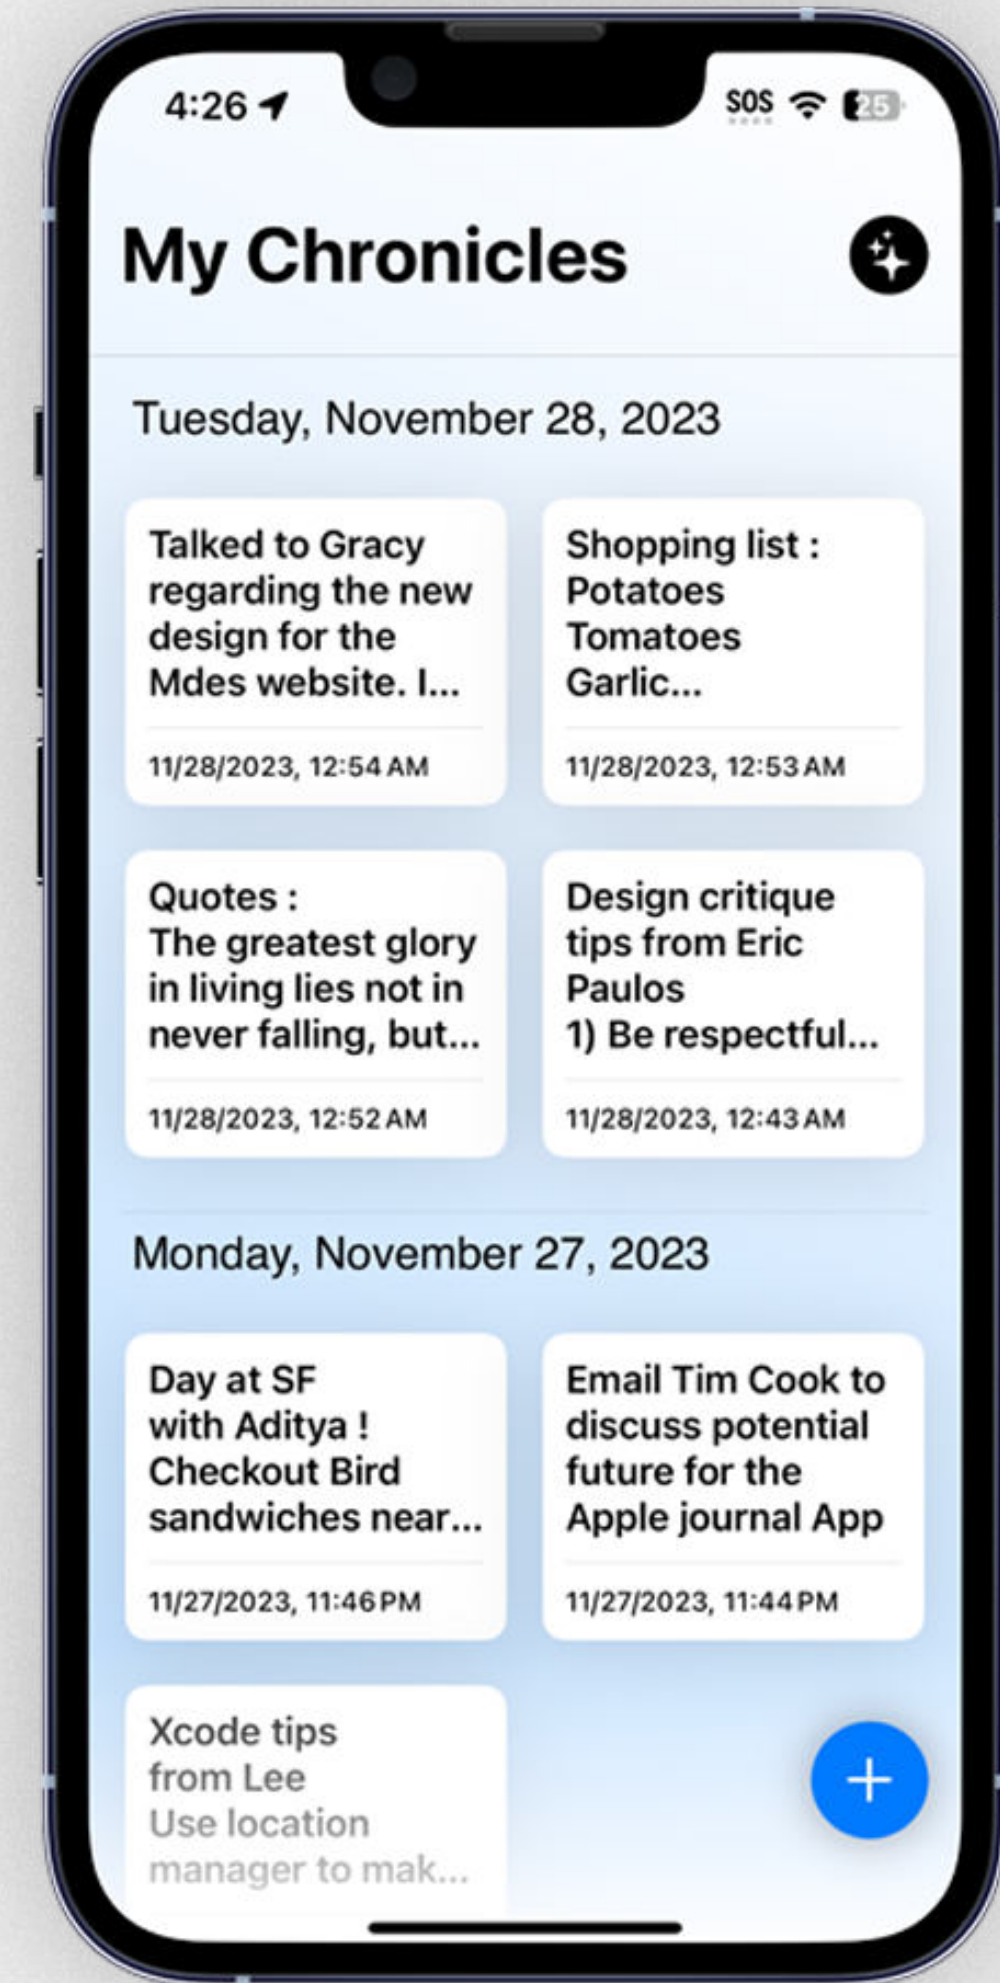 4:26
SOS
25
My Chronicles
Tuesday, November 28, 2023
Talked to Gracy
regarding the new
design for the
Mdes website. I...
11/28/2023, 12:54 AM
Shopping list :
Potatoes
Tomatoes
Garlic...
11/28/2023, 12:53 AM
Quotes :
The greatest glory
in living lies not in
never falling, but...
11/28/2023, 12:52 AM
Design critique
tips from Eric
Paulos
1) Be respectful...
11/28/2023, 12:43 AM
Monday, November 27, 2023
Day at SF
with Aditya !
Checkout Bird
sandwiches near...
11/27/2023, 11:46 PM
Email Tim Cook to
discuss potential
future for the
Apple journal App
11/27/2023, 11:44 PM
Xcode tips
from Lee
Use location
manager to mak...